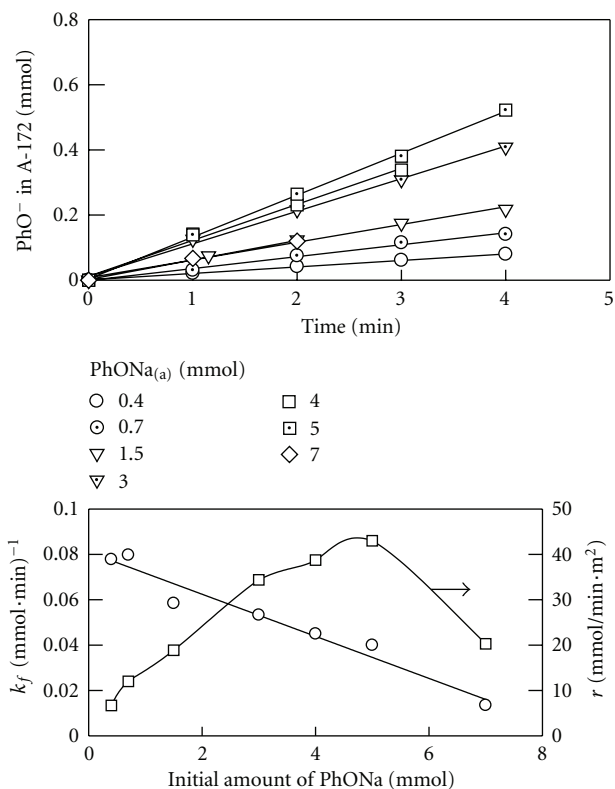 0.8
0.6
0.4
0.2
0
PhO⁻ in A-172 (mmol)
0 1 2 3 4 5
Time (min)
PhONa₍ₐ₎ (mmol)
0.4 4
0.7 5
1.5 7
3
0.1
0.08
0.06
0.04
0.02
0
k_f (mmol·min)⁻¹
50
40
30
20
10
0
r (mmol/min·m²)
0 2 4 6 8
Initial amount of PhONa (mmol)